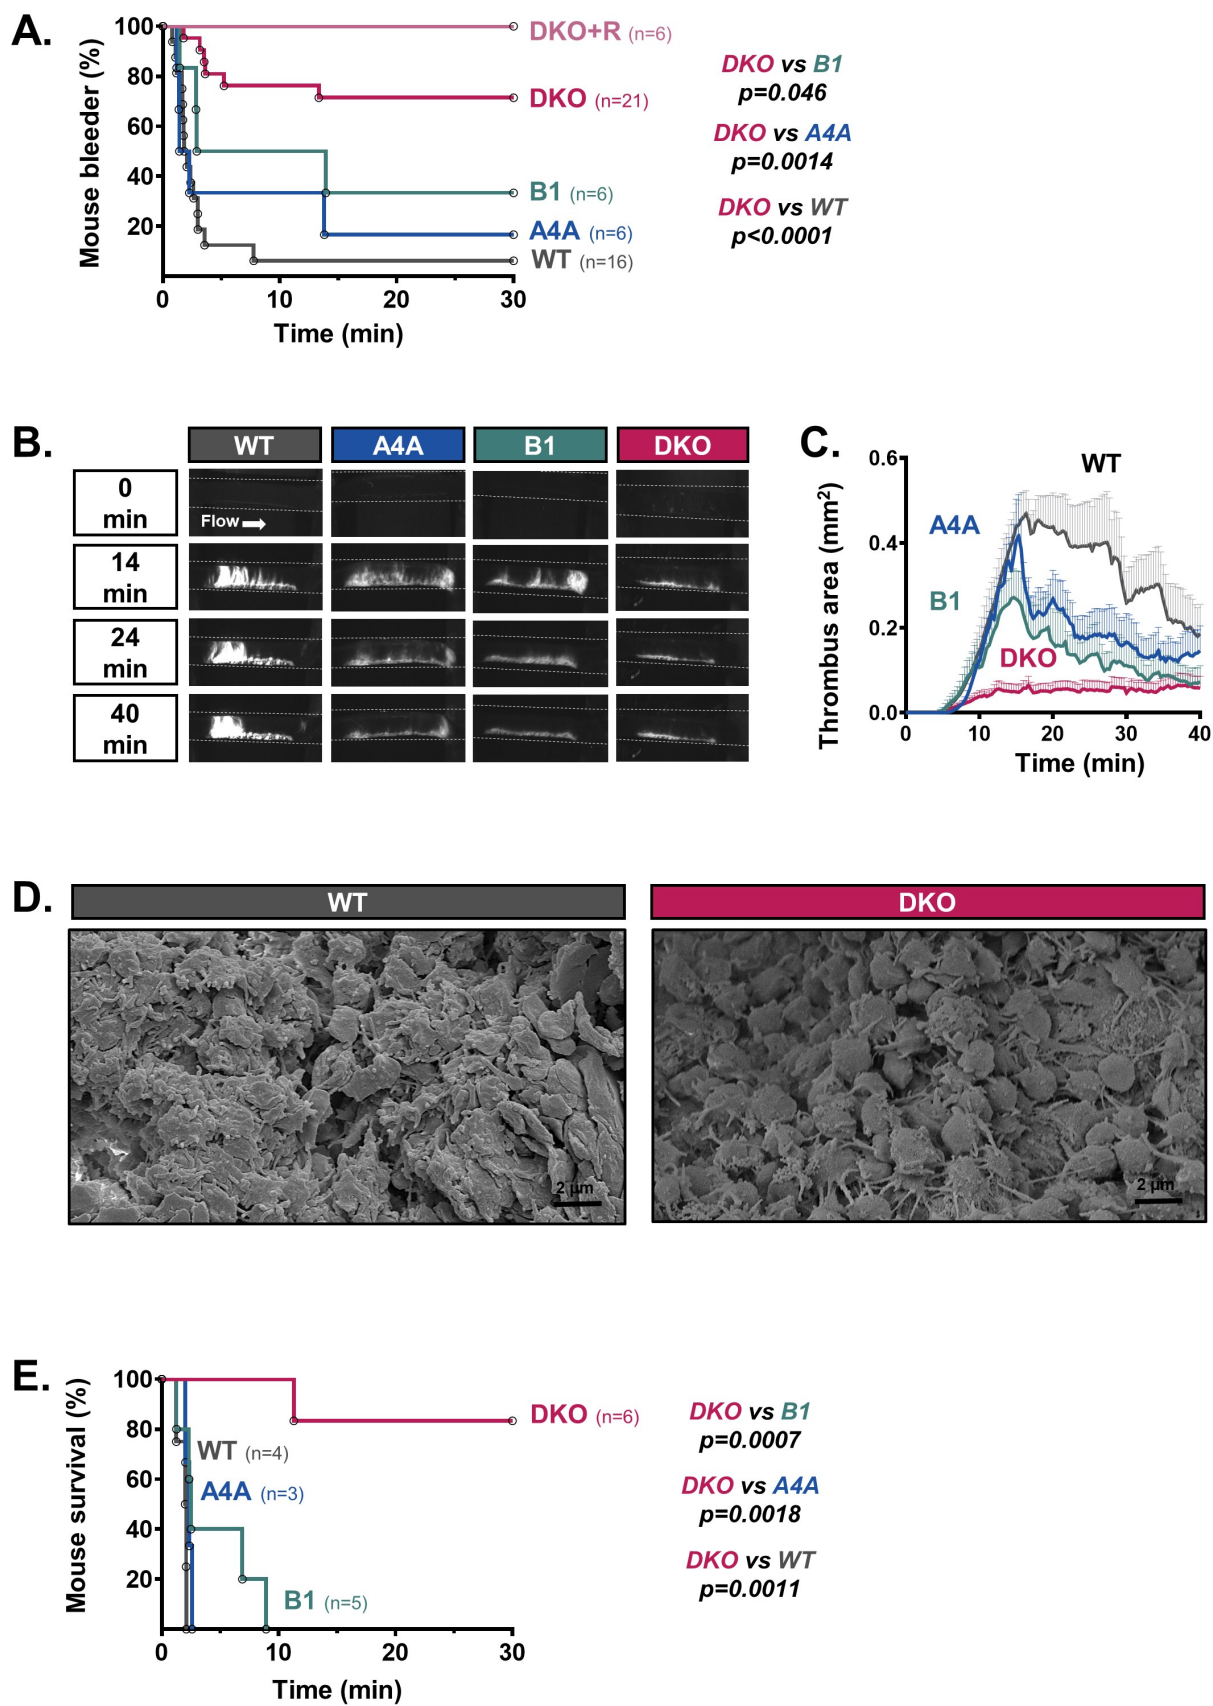 A.
Mouse bleeder (%)
100
80
60
40
20
0
10
20
30
Time (min)
DKO+R (n=6)
DKO (n=21)
B1 (n=6)
A4A (n=6)
WT (n=16)
DKO vs B1
p=0.046
DKO vs A4A
p=0.0014
DKO vs WT
p<0.0001
B.
WT
A4A
B1
DKO
0
min
Flow
14
min
24
min
40
min
C.
Thrombus area (mm²)
0.6
0.4
0.2
0.0
0
10
20
30
40
Time (min)
WT
A4A
B1
DKO
D.
WT
DKO
2 µm
2 µm
E.
Mouse survival (%)
100
80
60
40
20
0
10
20
30
Time (min)
DKO (n=6)
WT (n=4)
A4A (n=3)
B1 (n=5)
DKO vs B1
p=0.0007
DKO vs A4A
p=0.0018
DKO vs WT
p=0.0011